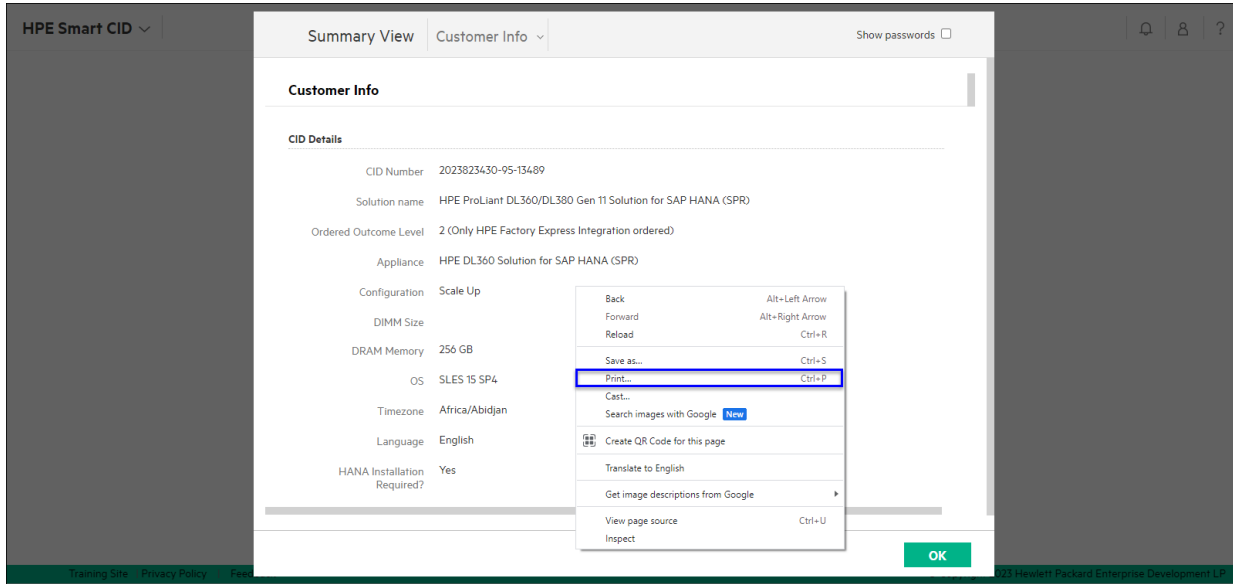 HPE Smart CID
Summary View
Customer Info
Show passwords
?
Customer Info
CID Details
CID Number 2023823430-95-13489
Solution name HPE ProLiant DL360/DL380 Gen 11 Solution for SAP HANA (SPR)
Ordered Outcome Level 2 (Only HPE Factory Express Integration ordered)
Appliance HPE DL360 Solution for SAP HANA (SPR)
Configuration Scale Up
DIMM Size
DRAM Memory 256 GB
OS SLES 15 SP4
Timezone Africa/Abidjan
Language English
HANA Installation
Required? Yes
Back Alt+Left Arrow
Forward Alt+Right Arrow
Reload Ctrl+R
Save as... Ctrl+S
Print... Ctrl+P
Cast...
Search images with Google New
Create QR Code for this page
Translate to English
Get image descriptions from Google
View page source Ctrl+U
Inspect
OK
Training Site Privacy Policy
2023 Hewlett Packard Enterprise Development LP